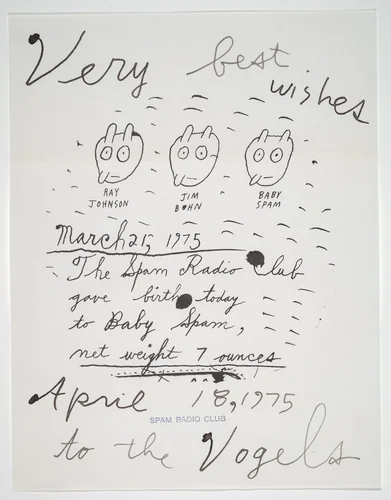 Very best
wishes
RAY
JOHNSON
JIM
BOHN
BABY
SPAM
March 21, 1975
The Spam Radio Club
gave birth today
to Baby Spam,
net weight 7 ounces
April 18, 1975
SPAM RADIO CLUB
to the Vogels